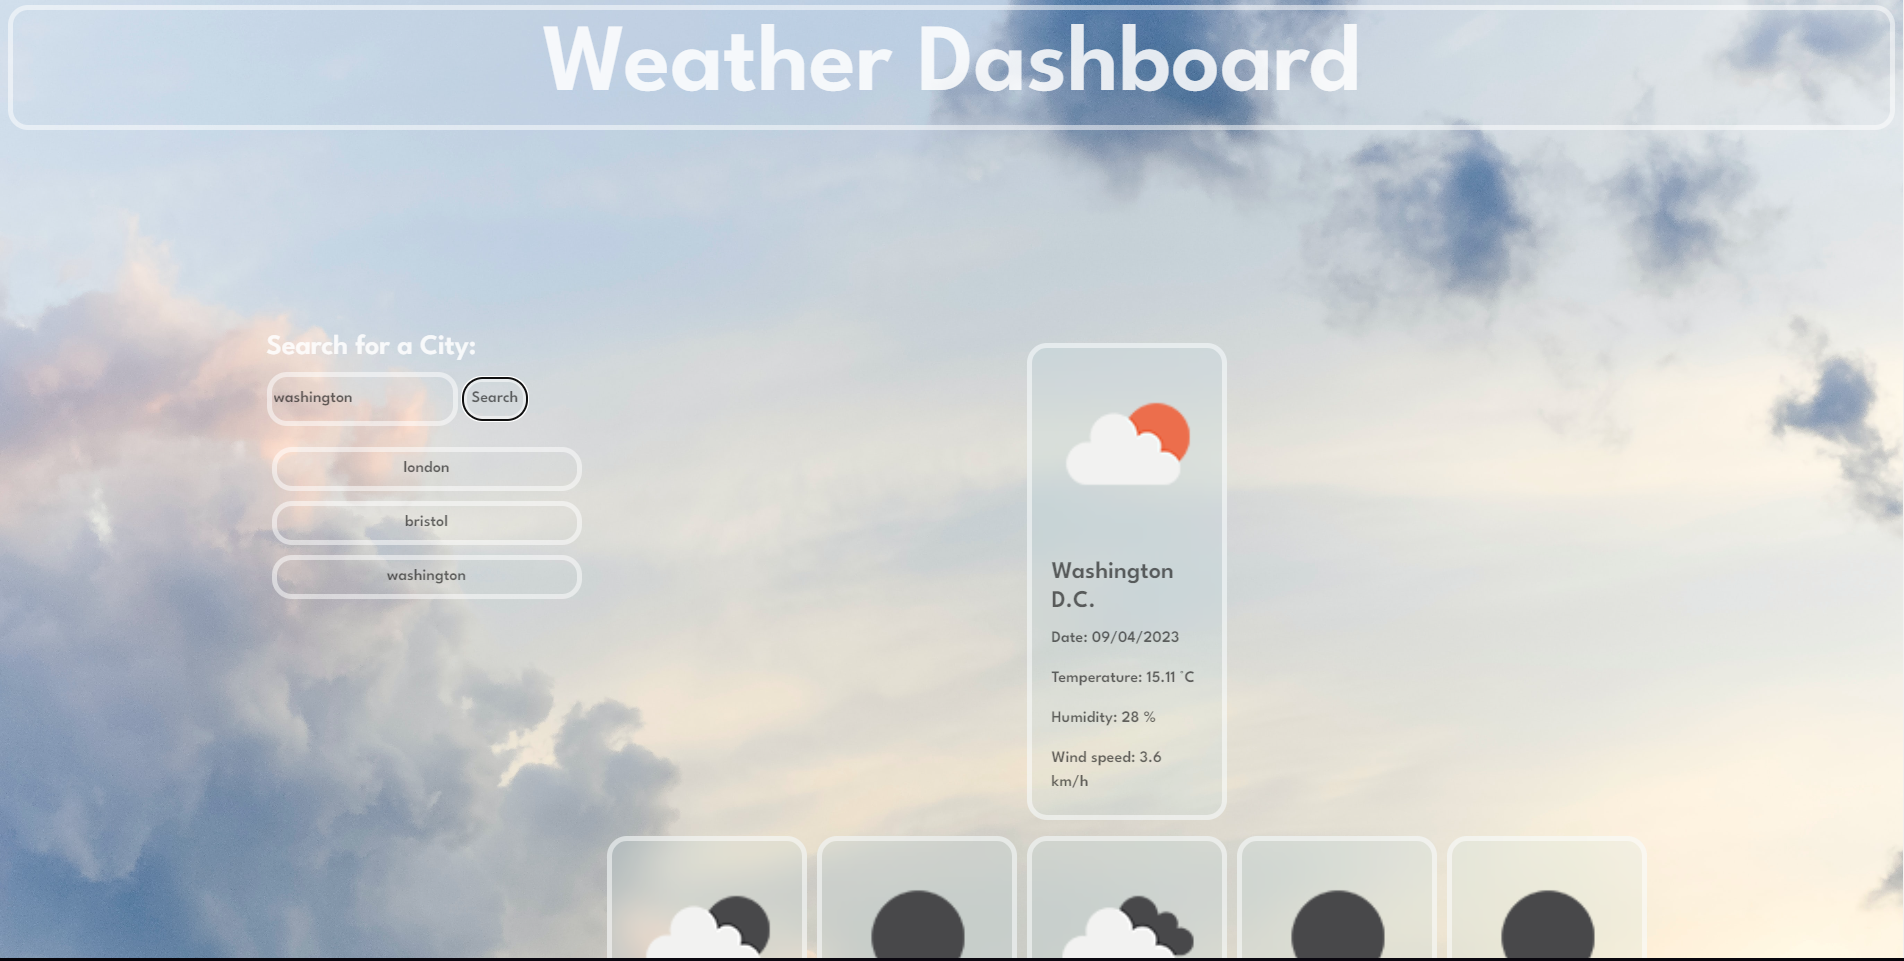 Weather Dashboard
Search for a City:
washington
Search
london
bristol
washington
Washington
D.C.
Date: 09/04/2023
Temperature: 15.11 °C
Humidity: 28 %
Wind speed: 3.6
km/h